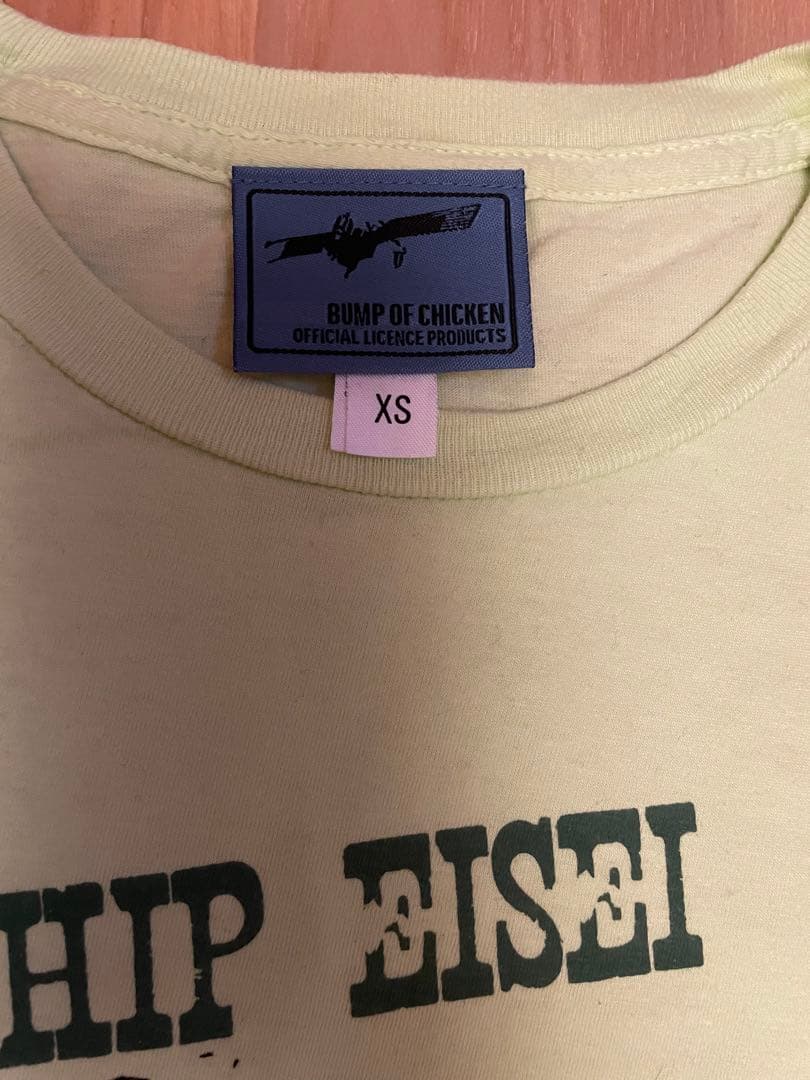 BUMP OF CHICKEN
OFFICIAL LICENCE PRODUCTS
XS
HIP EISEI